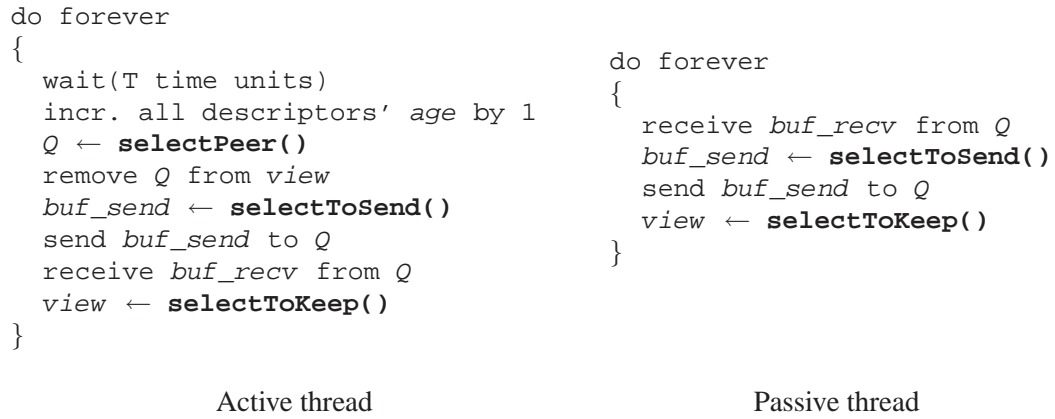 do forever
{
wait(T time units)
incr. all descriptors’ age by 1
Q ← selectPeer()
remove Q from view
buf_send ← selectToSend()
send buf_send to Q
receive buf_recv from Q
view ← selectToKeep()
}
Active thread
do forever
{
receive buf_recv from Q
buf_send ← selectToSend()
send buf_send to Q
view ← selectToKeep()
}
Passive thread